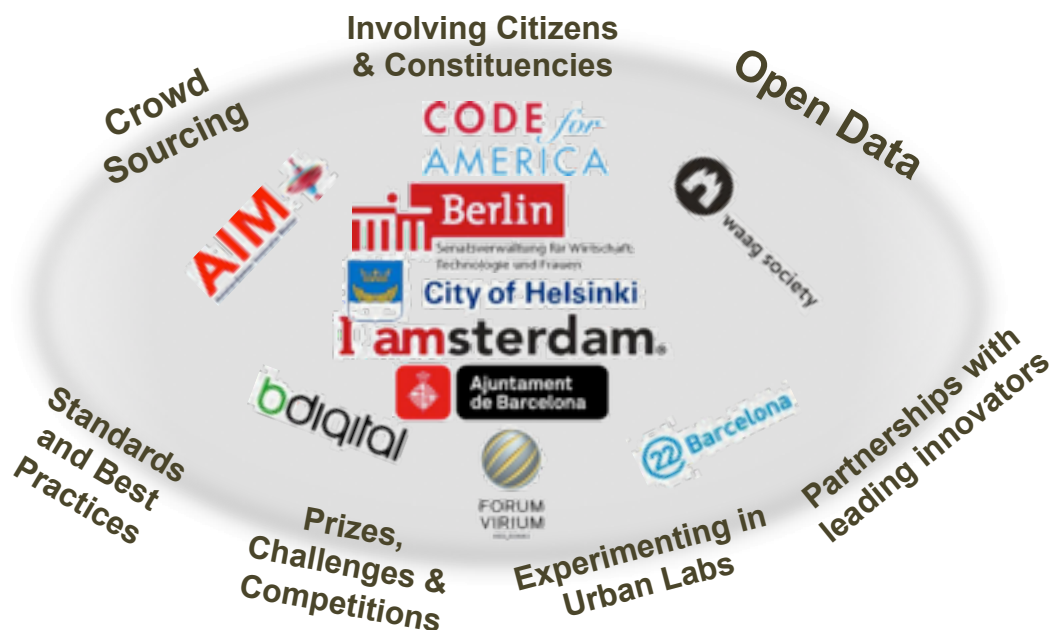 Involving Citizens
& Constituencies
Crowd
Sourcing
Open Data
CODE for
AMERICA
AIM
Berlin
Senatsverwaltung für Wirtschaft
Technologie und Frauen
waag society
City of Helsinki
I amsterdam.
Ajuntament
de Barcelona
bdigital
22@Barcelona
FORUM
VIRIUM
Standards
and Best
Practices
Prizes,
Challenges &
Competitions
Experimenting in
Urban Labs
Partnerships with
leading innovators